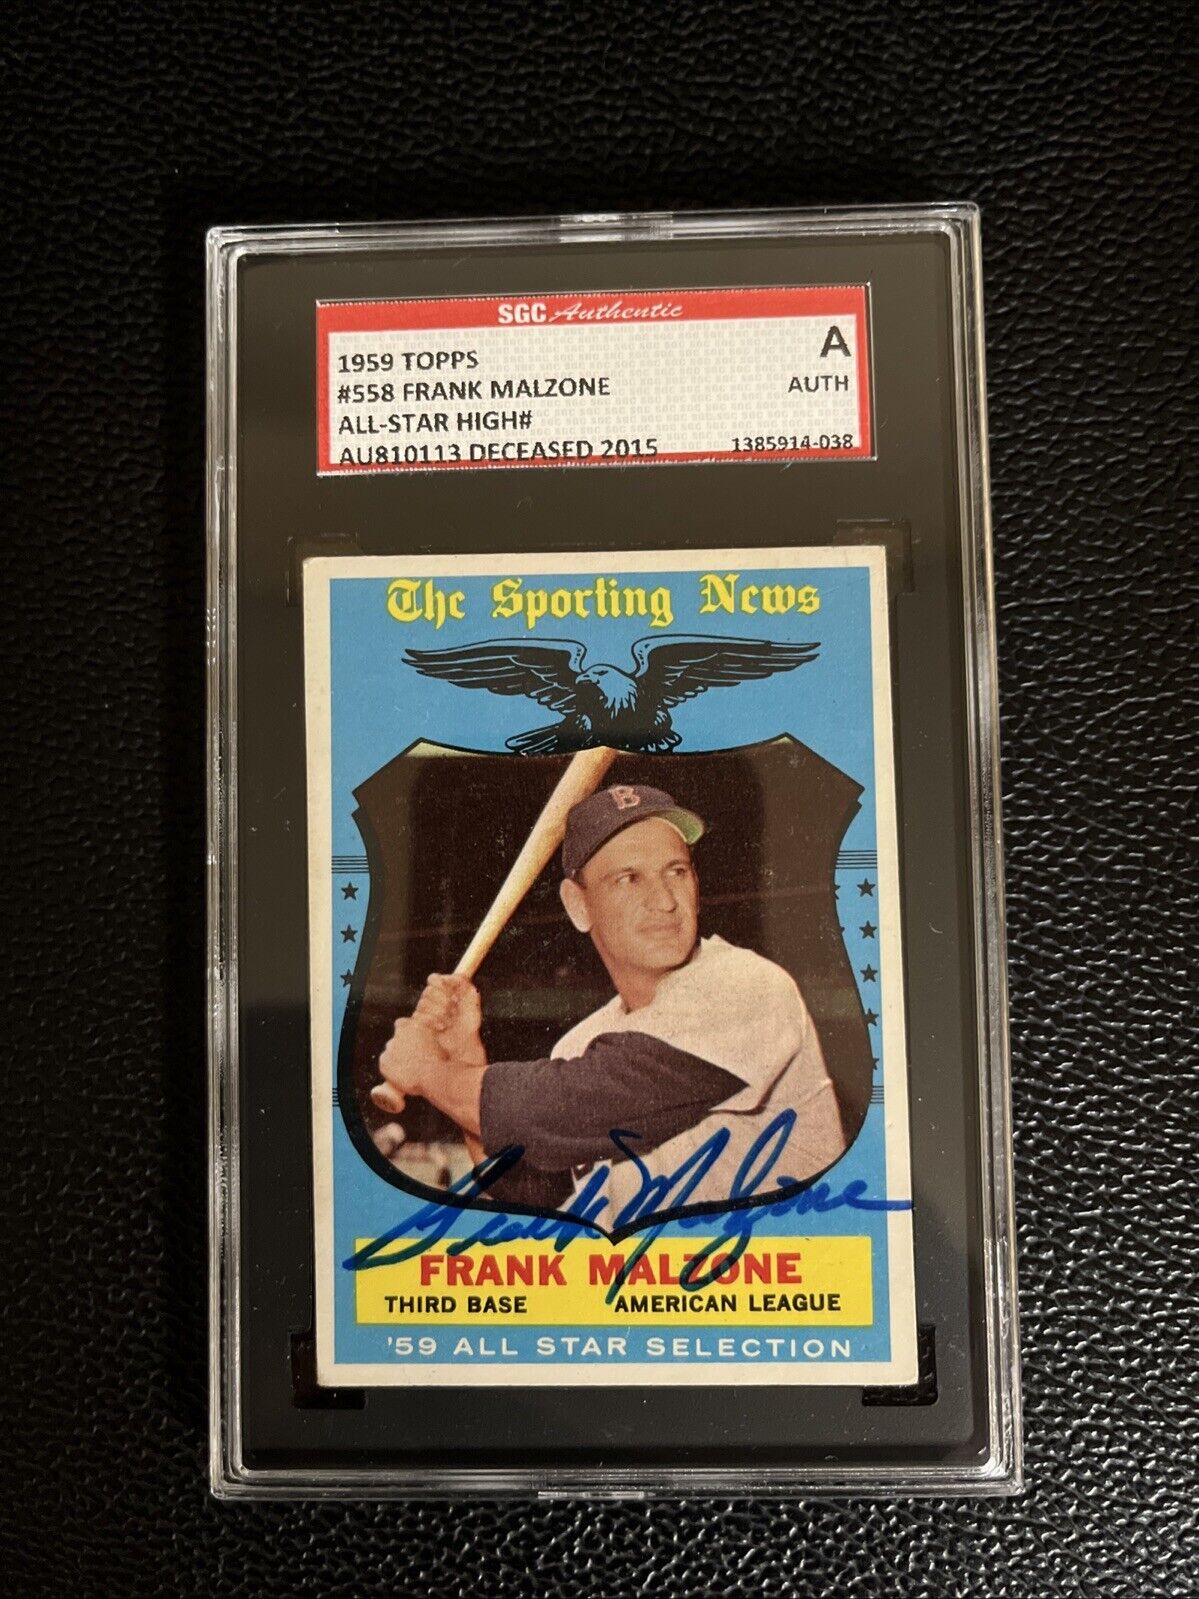 SGC Authentic
1959 TOPPS A
#558 FRANK MALZONE AUTH
ALL-STAR HIGH#
AU810113 DECEASED 2015 1385914-038
The Sporting News
B
Frank Malzone
FRANK MALZONE
THIRD BASE AMERICAN LEAGUE
'59 ALL STAR SELECTION